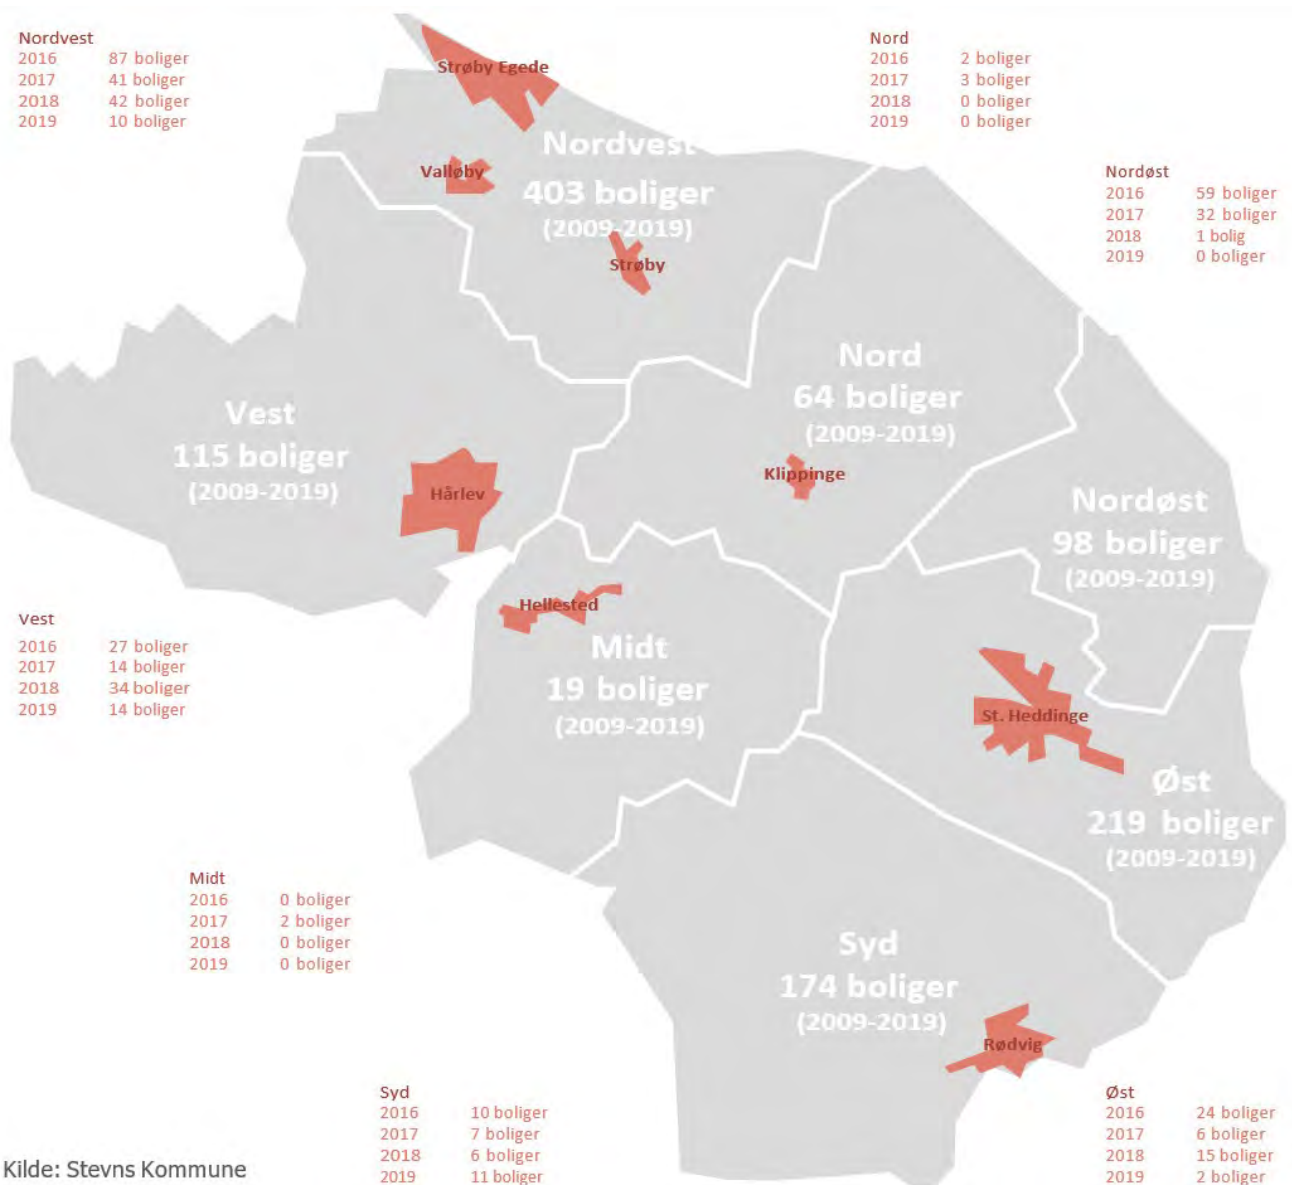 Nordvest
2016 87 boliger
2017 41 boliger
2018 42 boliger
2019 10 boliger
Nord
2016 2 boliger
2017 3 boliger
2018 0 boliger
2019 0 boliger
Nordøst
2016 59 boliger
2017 32 boliger
2018 1 bolig
2019 0 boliger
Strøby Egede
Nordvest
403 boliger
(2009-2019)
Valløby
Strøby
Nord
64 boliger
(2009-2019)
Klippinge
Vest
115 boliger
(2009-2019)
Hårlev
Nordøst
98 boliger
(2009-2019)
Hellested
Midt
19 boliger
(2009-2019)
St. Heddinge
Øst
219 boliger
(2009-2019)
Vest
2016 27 boliger
2017 14 boliger
2018 34 boliger
2019 14 boliger
Midt
2016 0 boliger
2017 2 boliger
2018 0 boliger
2019 0 boliger
Syd
174 boliger
(2009-2019)
Rødvig
Syd
2016 10 boliger
2017 7 boliger
2018 6 boliger
2019 11 boliger
Øst
2016 24 boliger
2017 6 boliger
2018 15 boliger
2019 2 boliger
Kilde: Stevns Kommune